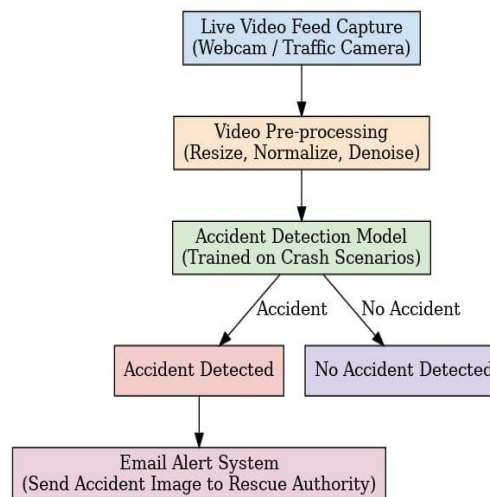 Live Video Feed Capture
(Webcam / Traffic Camera)
Video Pre-processing
(Resize, Normalize, Denoise)
Accident Detection Model
(Trained on Crash Scenarios)
Accident
No Accident
Accident Detected
No Accident Detected
Email Alert System
(Send Accident Image to Rescue Authority)